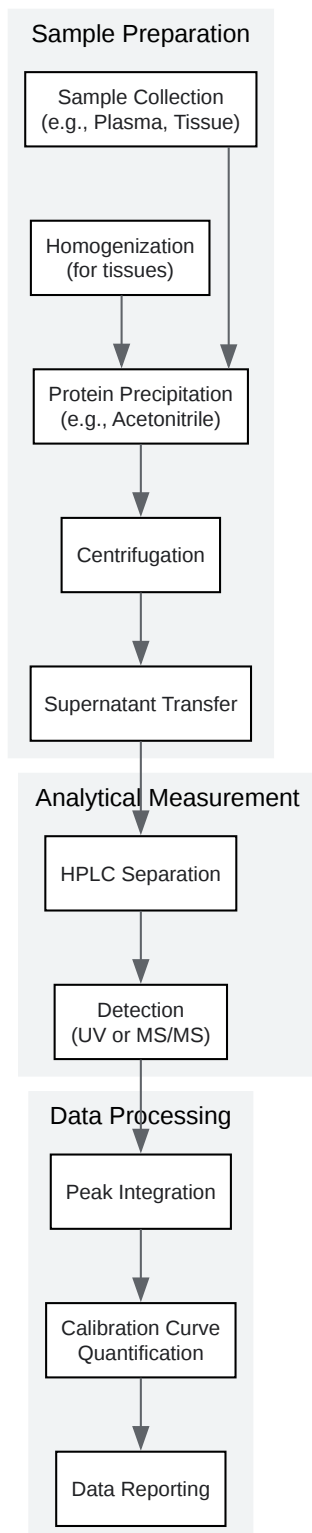 Sample Preparation
Sample Collection
(e.g., Plasma, Tissue)
Homogenization
(for tissues)
Protein Precipitation
(e.g., Acetonitrile)
Centrifugation
Supernatant Transfer
Analytical Measurement
HPLC Separation
Detection
(UV or MS/MS)
Data Processing
Peak Integration
Calibration Curve
Quantification
Data Reporting